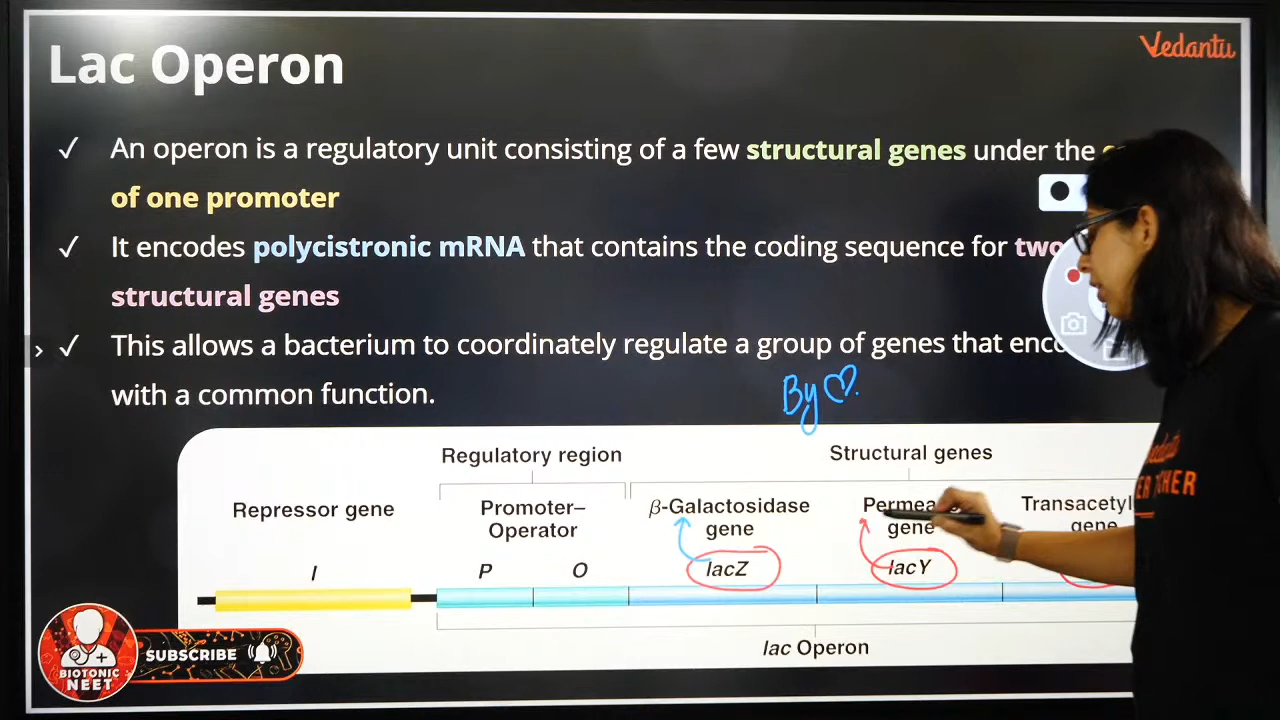 Lac Operon
Vedantu
✓ An operon is a regulatory unit consisting of a few structural genes under the
of one promoter
✓ It encodes polycistronic mRNA that contains the coding sequence for two
structural genes
✓ This allows a bacterium to coordinately regulate a group of genes that
with a common function.
By ♡.
Regulatory region
Structural genes
Repressor gene
Promoter–
Operator
β-Galactosidase
gene
gene
gene
I
P
O
lacZ
lacY
lac Operon
BIOTONIC
NEET
SUBSCRIBE